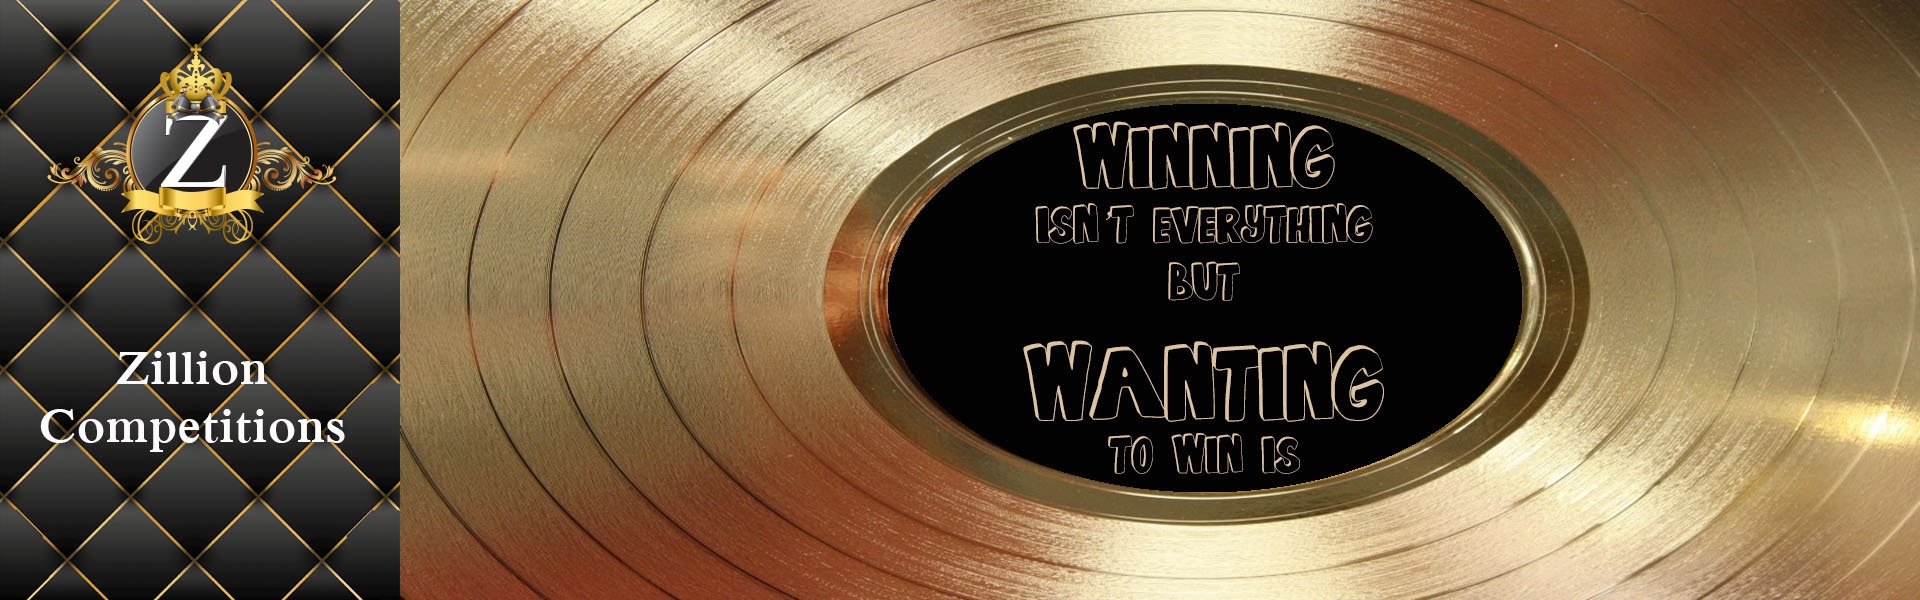 Z
Zillion
Competitions
WINNING
ISN'T EVERYTHING
BUT
WANTING
TO WIN IS